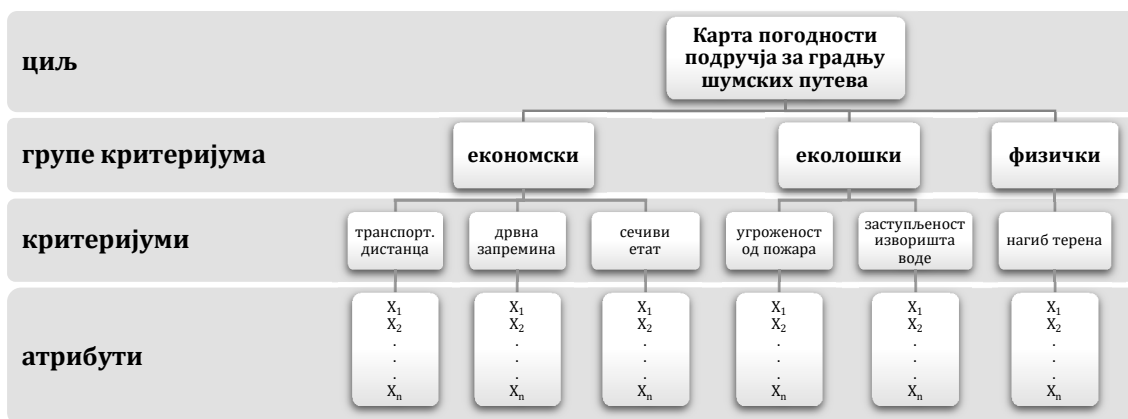 циљ
Карта погодности
подручја за градњу
шумских путева
групе критеријума
економски
еколошки
физички
критеријуми
транспорт.
дистанца
дрвна
запремина
сечиви
етат
угроженост
од пожара
заступљеност
изворишта
воде
нагиб терена
атрибути
X₁
X₂
.
.
.
Xₙ
X₁
X₂
.
.
.
Xₙ
X₁
X₂
.
.
.
Xₙ
X₁
X₂
.
.
.
Xₙ
X₁
X₂
.
.
.
Xₙ
X₁
X₂
.
.
.
Xₙ